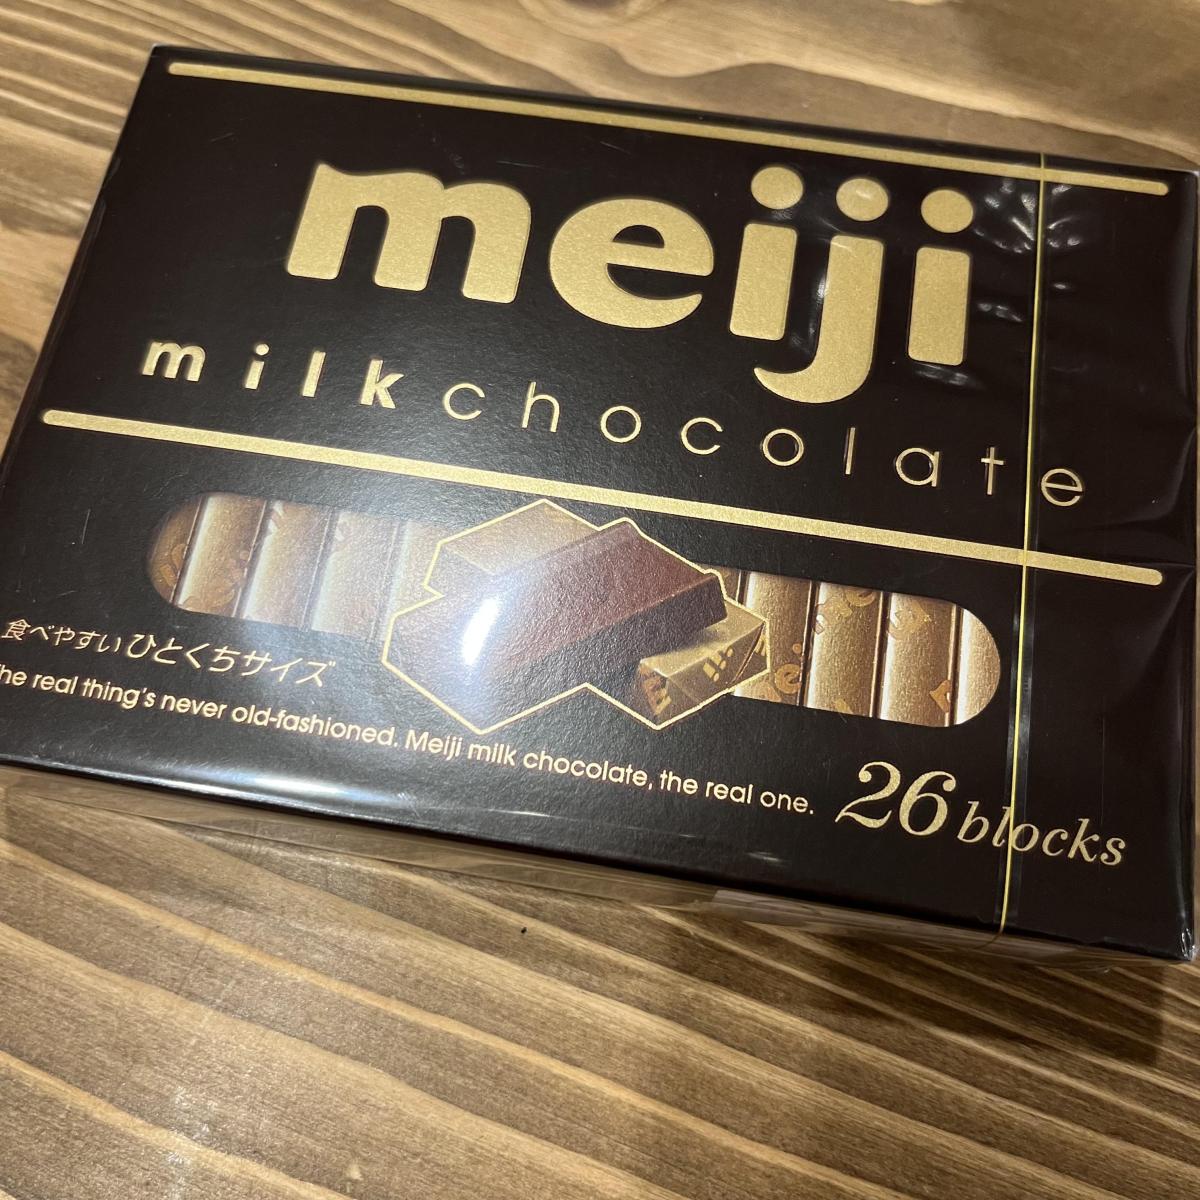 meiji
milk chocolate
食べやすいひとくちサイズ
The real thing's never old-fashioned. Meiji milk chocolate, the real one.
26 blocks